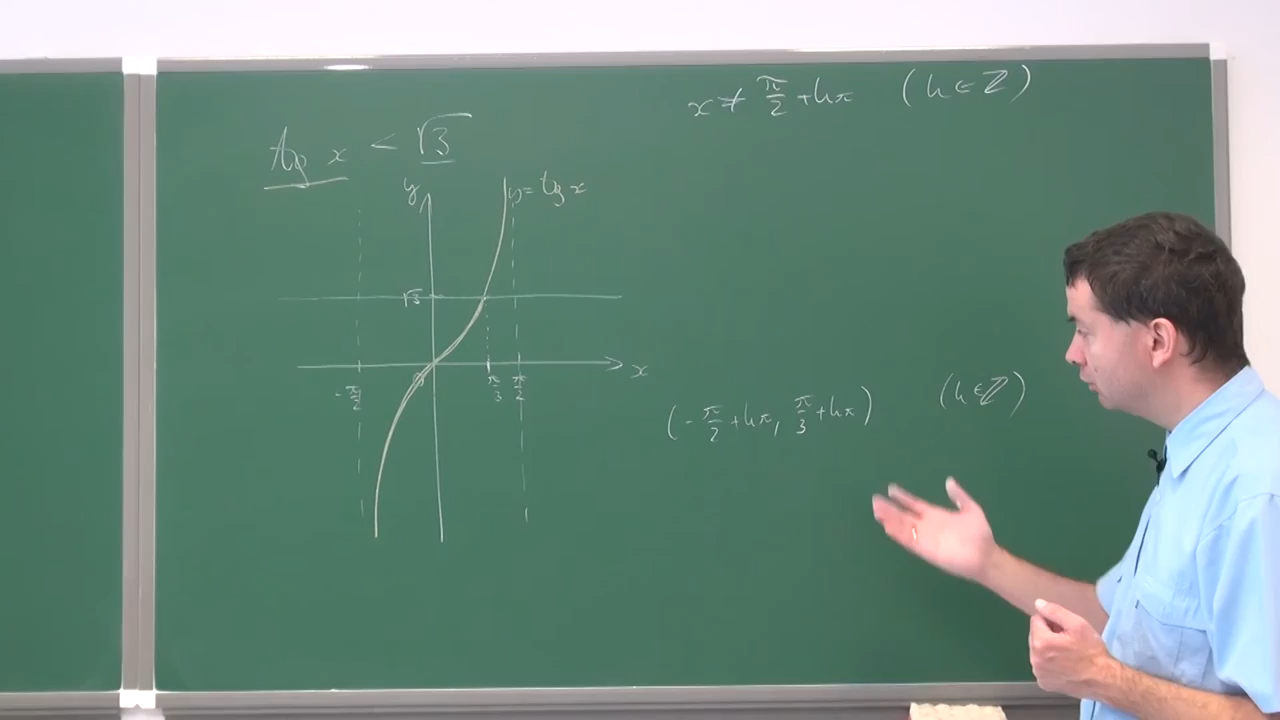 x ≠ π/2 + kπ (k ∈ ℤ)
tg x < √3
y
y = tg x
√3
x
0
-π/2
π/3
π/2
(-π/2 + kπ, π/3 + kπ) (k ∈ ℤ)